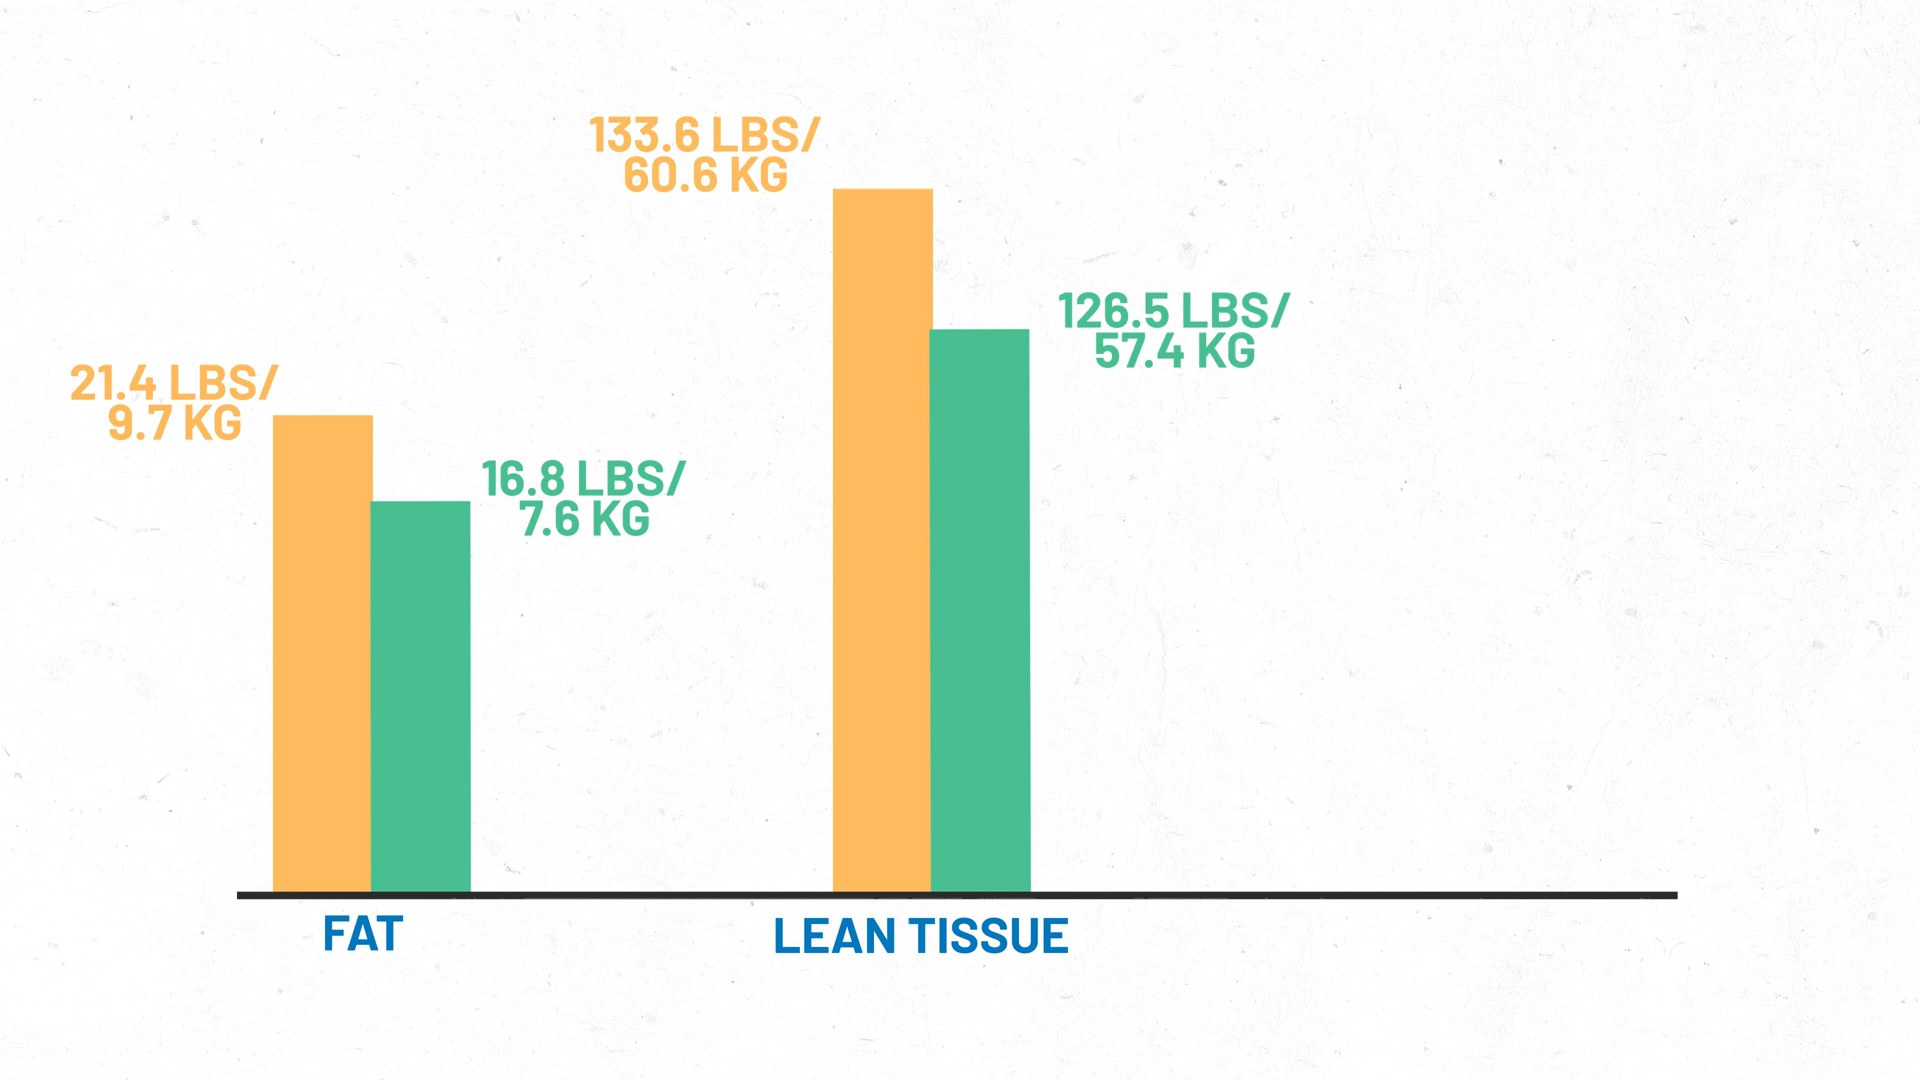 133.6 LBS/
60.6 KG
126.5 LBS/
57.4 KG
21.4 LBS/
9.7 KG
16.8 LBS/
7.6 KG
FAT
LEAN TISSUE